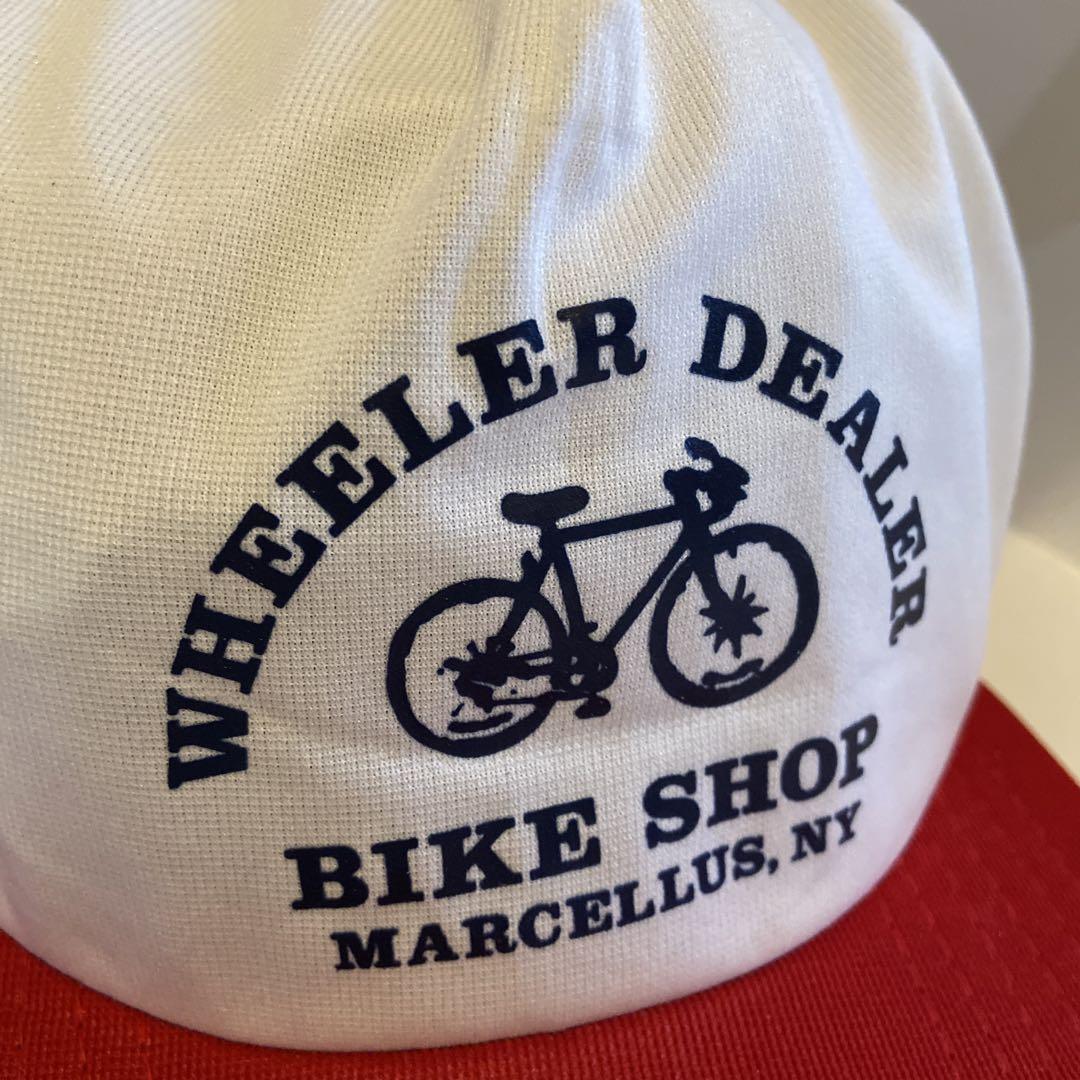 WHEELER DEALER
BIKE SHOP
MARCELLUS, NY